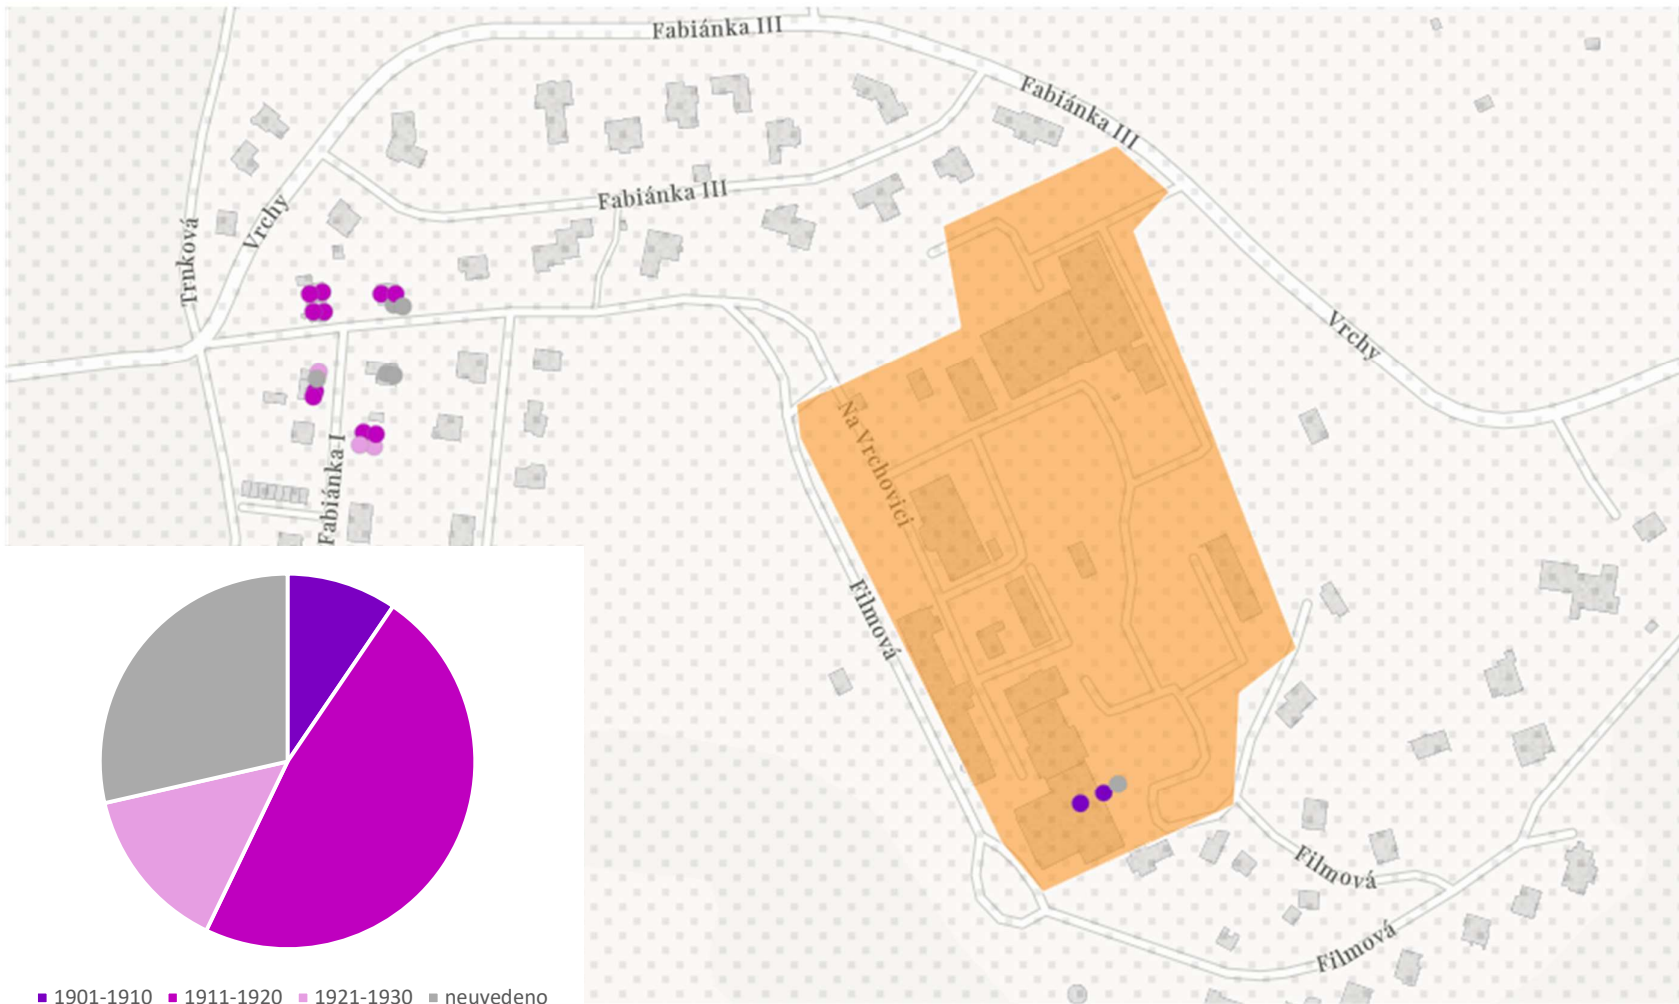 Fabiánka III
Fabiánka III
Fabiánka III
Vrchy
Trnková
Vrchy
Na Vrchovici
Fabiánka I
Filmová
Filmová
Filmová
1901-1910 1911-1920 1921-1930 neuvedeno